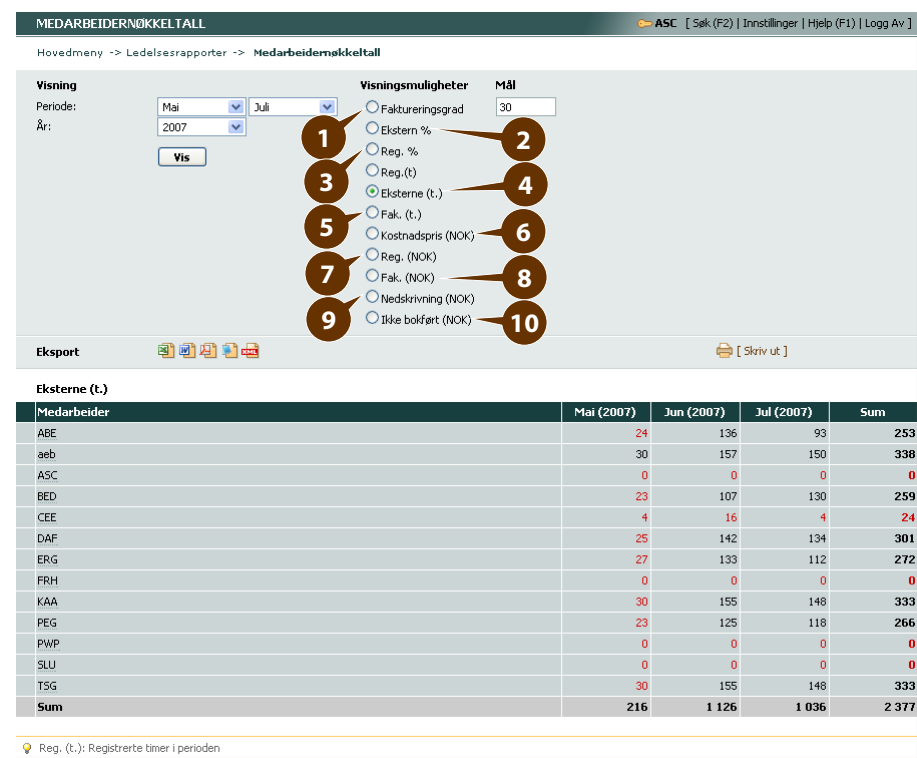 MEDARBEIDERNØKKELTALL ASC [ Søk (F2) | Innstillinger | Hjelp (F1) | Logg Av ]
Hovedmeny -> Ledelsesrapporter -> Medarbeidernøkkeltall
Visning Visningsmuligheter Mål
Periode: Mai Juli Faktureringsgrad 30
År: 2007 Ekstern %
1 2
Vis Reg. %
3 Reg.(t)
Eksterne (t.) 4
5 Fak. (t.)
Kostnadspris (NOK) 6
7 Reg. (NOK)
Fak. (NOK) 8
9 Nedskrivning (NOK)
Ikke bokført (NOK) 10
Eksport XML [ Skriv ut ]
Eksterne (t.)
Medarbeider Mai (2007) Jun (2007) Jul (2007) Sum
ABE 24 136 93 253
aeb 30 157 150 338
ASC 0 0 0 0
BED 23 107 130 259
CEE 4 16 4 24
DAF 25 142 134 301
ERG 27 133 112 272
FRH 0 0 0 0
KAA 30 155 148 333
PEG 23 125 118 266
PWP 0 0 0 0
SLU 0 0 0 0
TSG 30 155 148 333
Sum 216 1 126 1 036 2 377
Reg. (t.): Registrerte timer i perioden